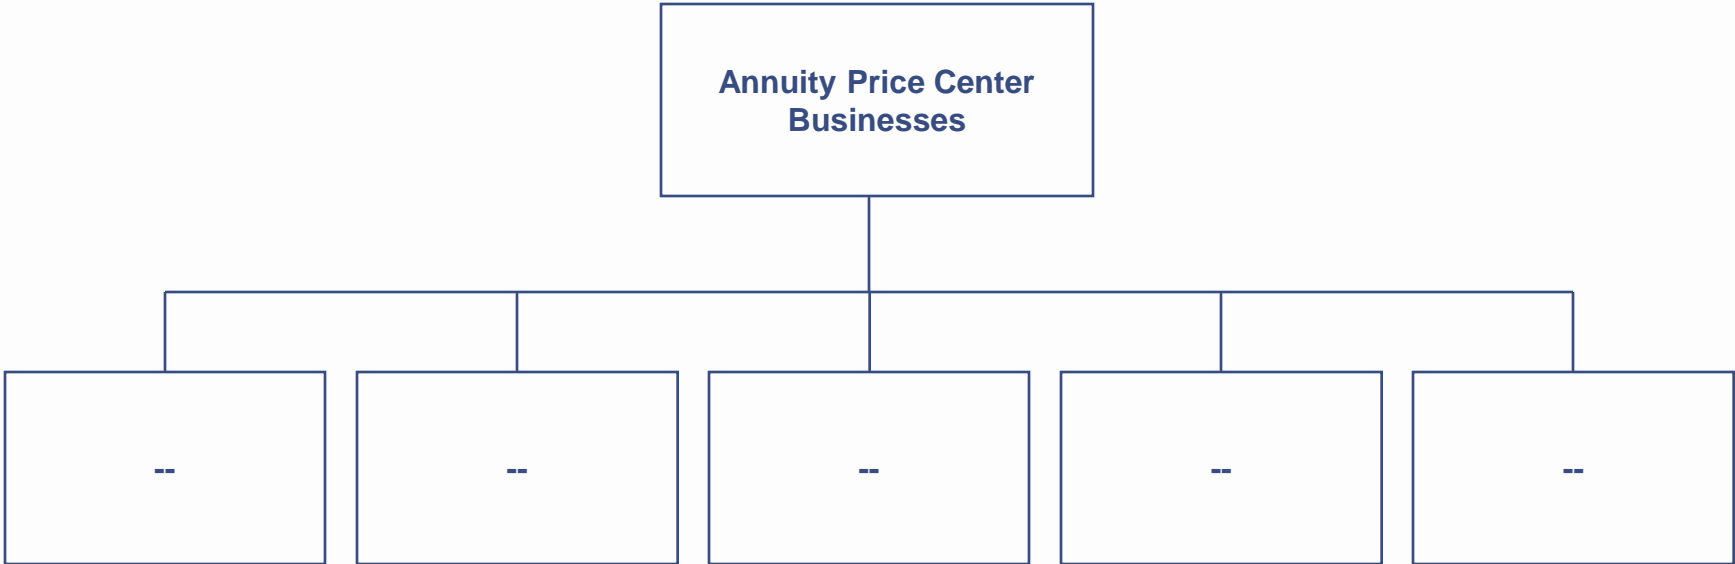 Annuity Price Center
Businesses
--
--
--
--
--